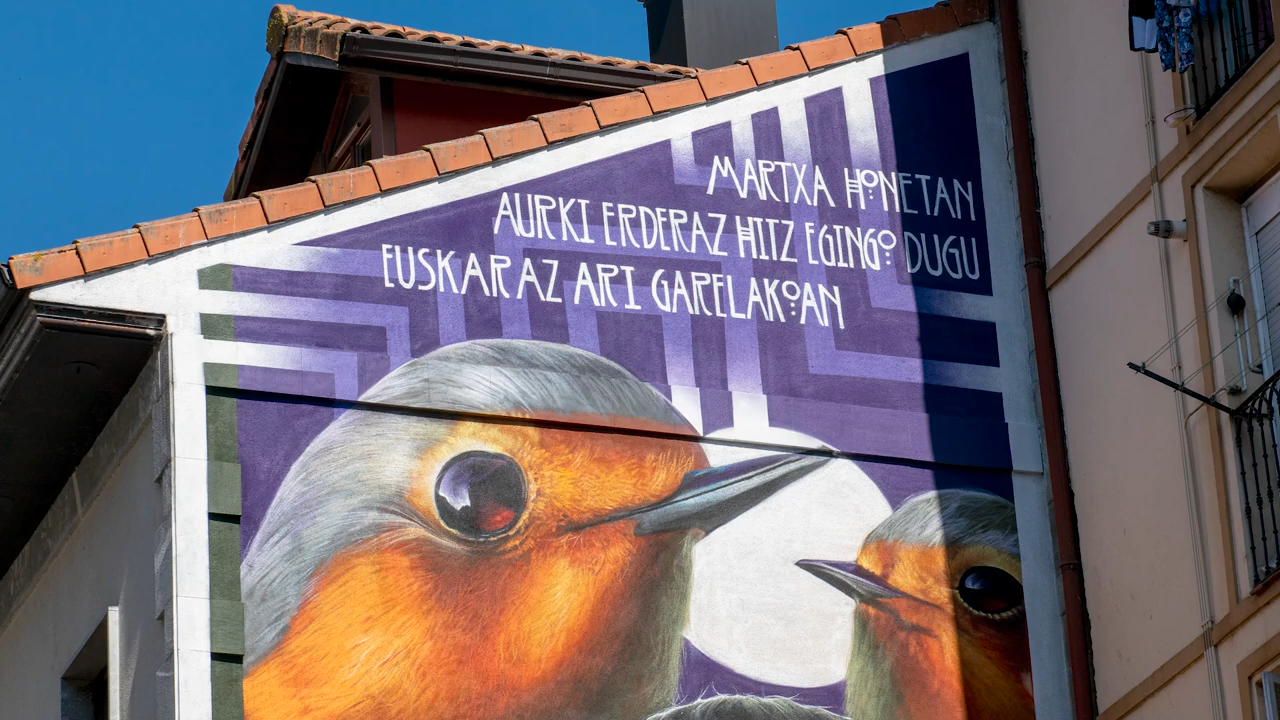 MARTXA HONETAN
AURKI ERDERAZ HITZ EGINGO DUGU
EUSKARAZ ARI GARELAKOAN